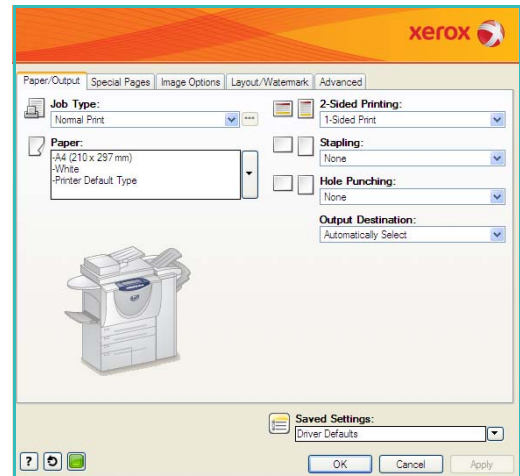 xerox
Paper/Output Special Pages Image Options Layout/Watermark Advanced
Job Type:
Normal Print
Paper:
-A4 (210 x 297 mm)
-White
-Printer Default Type
2-Sided Printing:
1-Sided Print
Stapling:
None
Hole Punching:
None
Output Destination:
Automatically Select
Saved Settings:
Driver Defaults
?
OK Cancel Apply